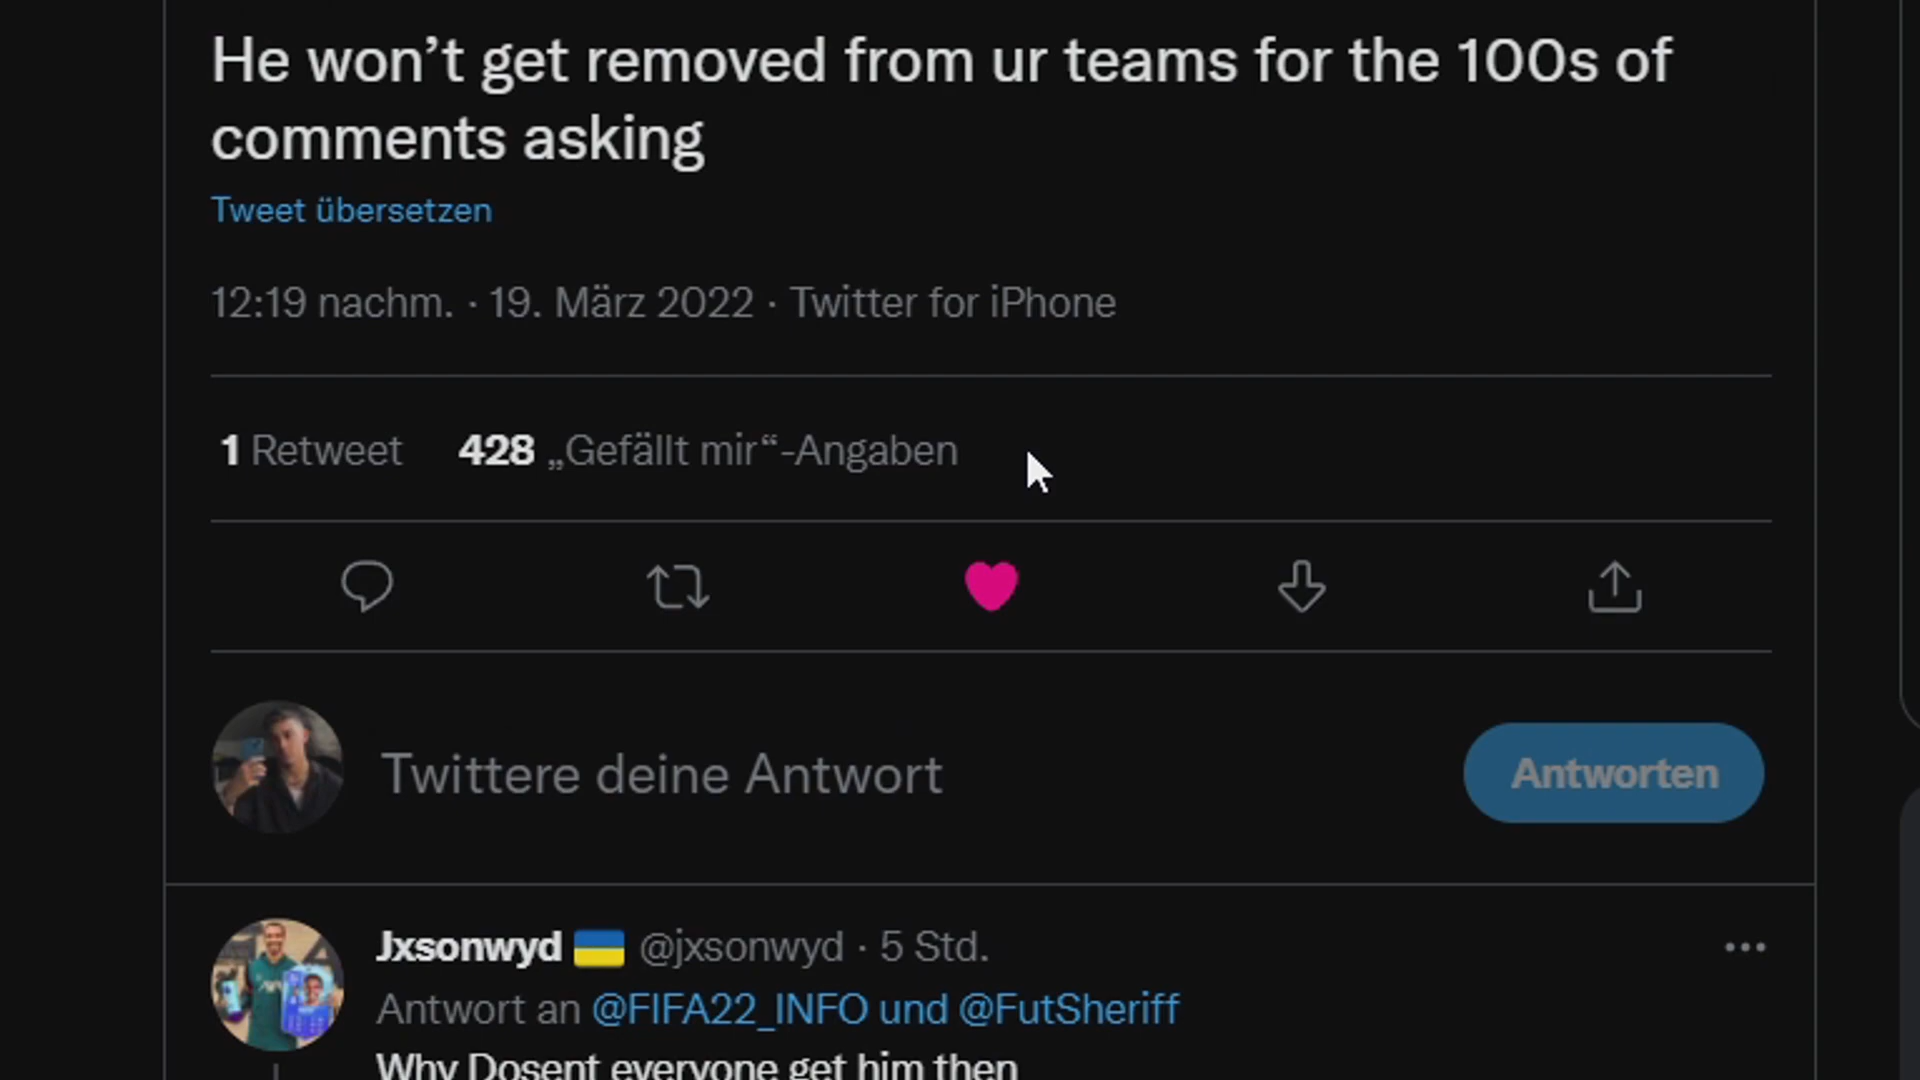 He won’t get removed from ur teams for the 100s of
comments asking
Tweet übersetzen
12:19 nachm. · 19. März 2022 · Twitter for iPhone
1 Retweet 428 „Gefällt mir“-Angaben
Twittere deine Antwort
Antworten
Jxsonwyd @jxsonwyd · 5 Std.
Antwort an @FIFA22_INFO und @FutSheriff
Why Dosent everyone get him then